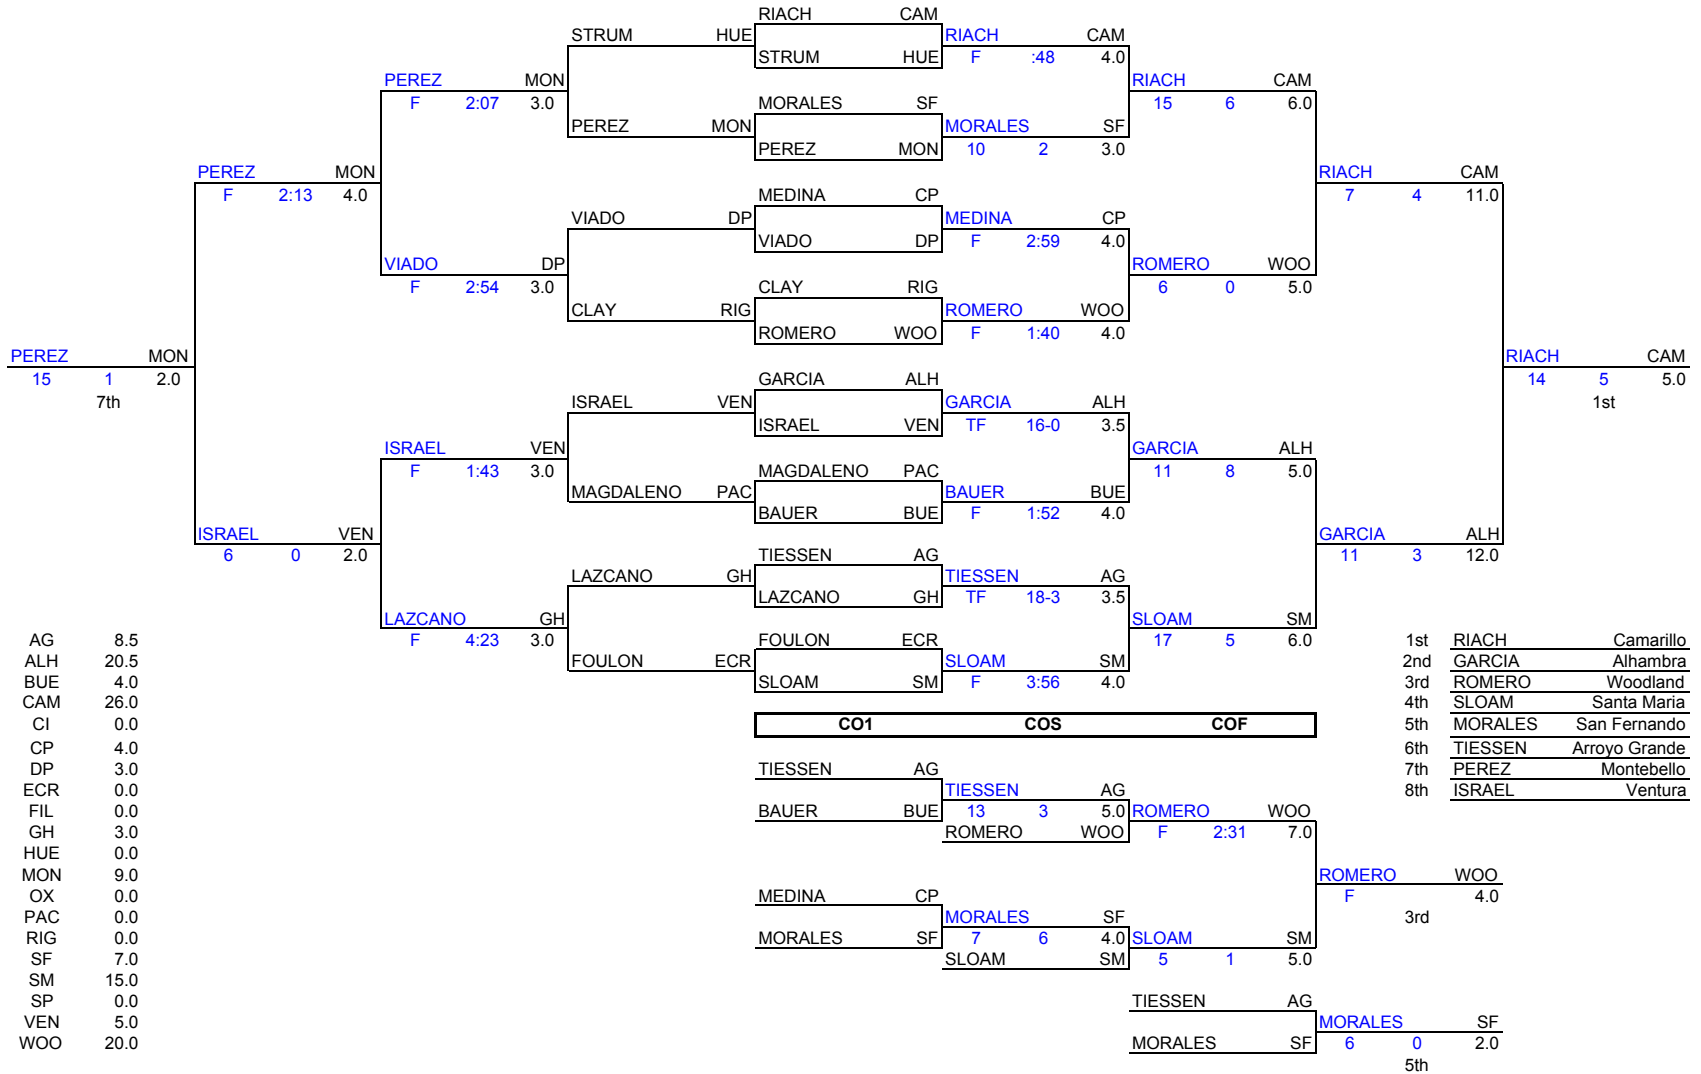 RIACH CAM
STRUM HUE RIACH CAM
STRUM HUE F :48 4.0
PEREZ MON RIACH CAM
F 2:07 3.0 MORALES SF 15 6 6.0
PEREZ MON MORALES SF
PEREZ MON 10 2 3.0
PEREZ MON RIACH CAM
F 2:13 4.0 MEDINA CP 7 4 11.0
VIADO DP MEDINA CP
VIADO DP F 2:59 4.0
VIADO DP ROMERO WOO
F 2:54 3.0 CLAY RIG 6 0 5.0
CLAY RIG ROMERO WOO
ROMERO WOO F 1:40 4.0
PEREZ MON RIACH CAM
15 1 2.0 GARCIA ALH 14 5 5.0
7th ISRAEL VEN GARCIA ALH 1st
ISRAEL VEN TF 16-0 3.5
ISRAEL VEN GARCIA ALH
F 1:43 3.0 MAGDALENO PAC 11 8 5.0
MAGDALENO PAC BAUER BUE
BAUER BUE F 1:52 4.0
ISRAEL VEN GARCIA ALH
6 0 2.0 TIESSEN AG 11 3 12.0
LAZCANO GH TIESSEN AG
LAZCANO GH TF 18-3 3.5
LAZCANO GH SLOAM SM
AG 8.5 F 4:23 3.0 FOULON ECR 17 5 6.0 1st RIACH Camarillo
ALH 20.5 FOULON ECR SLOAM SM 2nd GARCIA Alhambra
BUE 4.0 SLOAM SM F 3:56 4.0 3rd ROMERO Woodland
CAM 26.0 4th SLOAM Santa Maria
CI 0.0 CO1 COS COF 5th MORALES San Fernando
CP 4.0 6th TIESSEN Arroyo Grande
DP 3.0 TIESSEN AG 7th PEREZ Montebello
ECR 0.0 TIESSEN AG 8th ISRAEL Ventura
FIL 0.0 BAUER BUE 13 3 5.0 ROMERO WOO
GH 3.0 ROMERO WOO F 2:31 7.0
HUE 0.0
MON 9.0 ROMERO WOO
OX 0.0 MEDINA CP F 4.0
PAC 0.0 MORALES SF 3rd
RIG 0.0 MORALES SF 7 6 4.0 SLOAM SM
SF 7.0 SLOAM SM 5 1 5.0
SM 15.0
SP 0.0 TIESSEN AG
VEN 5.0 MORALES SF
WOO 20.0 MORALES SF 6 0 2.0
5th